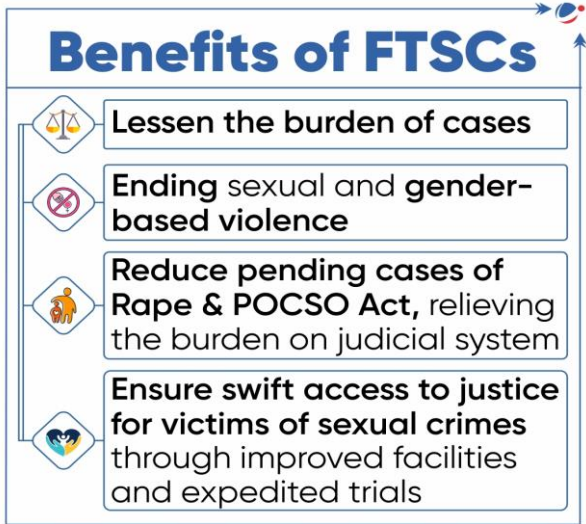 Benefits of FTSCs
Lessen the burden of cases
Ending sexual and gender-
based violence
Reduce pending cases of
Rape & POCSO Act, relieving
the burden on judicial system
Ensure swift access to justice
for victims of sexual crimes
through improved facilities
and expedited trials